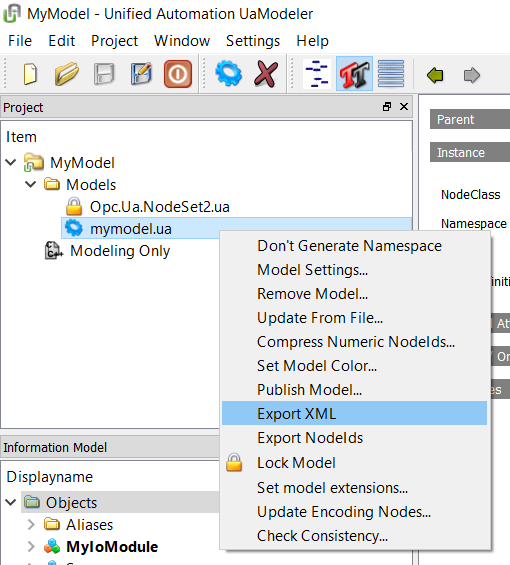 MyModel - Unified Automation UaModeler
File Edit Project Window Settings Help
Project
Item
MyModel
Models
Opc.Ua.NodeSet2.ua
mymodel.ua
Modeling Only
Parent
Instance
NodeClass
Namespace
Don't Generate Namespace
Model Settings...
Remove Model...
Update From File...
Compress Numeric NodeIds...
Set Model Color...
Publish Model...
Export XML
Export NodeIds
Lock Model
Set model extensions...
Update Encoding Nodes...
Check Consistency...
Information Model
Displayname
Objects
Aliases
MyIoModule